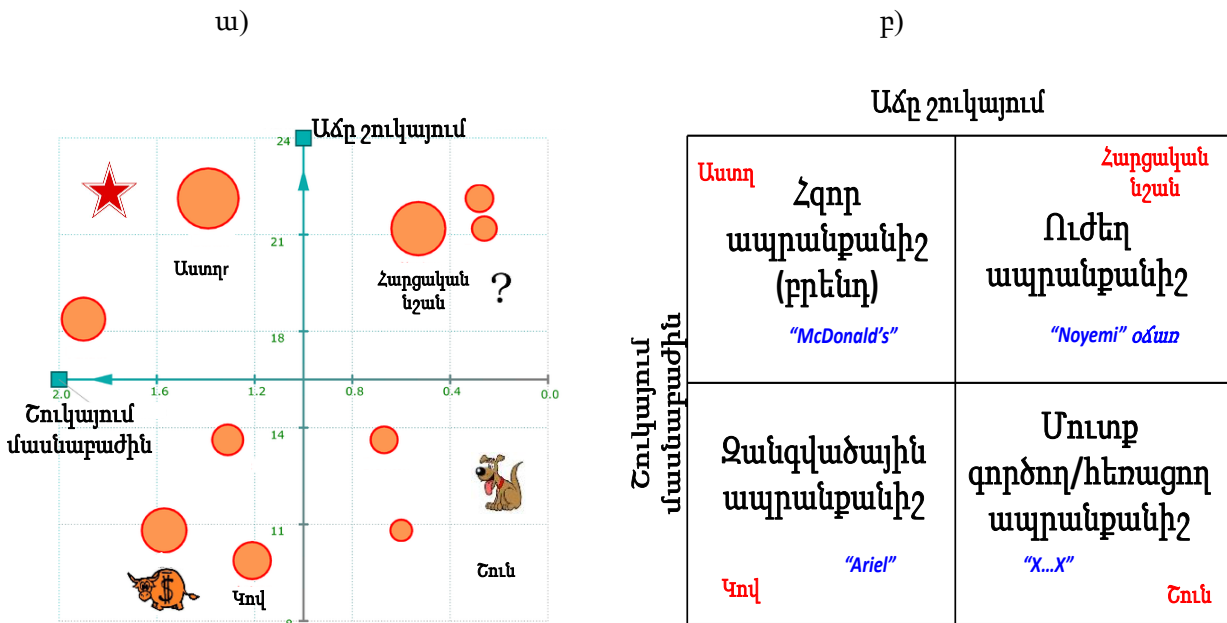 ա)
Աճը շուկայում
24
21
18
14
11
8
2.0
1.6
1.2
0.8
0.4
0.0
Աստղ
Հարցական
նշան
?
Շուկայում
մասնաբաժին
$
Կով
Շուն
բ)
Աճը շուկայում
Շուկայում
մասնաբաժին
Աստղ
Հզոր
ապրանքանիշ
(բրենդ)
“McDonald’s”
Հարցական
նշան
Ուժեղ
ապրանքանիշ
“Noyemi” օճառ
Զանգվածային
ապրանքանիշ
“Ariel”
Կով
Մուտք
գործող/հեռացող
ապրանքանիշ
“X...X”
Շուն